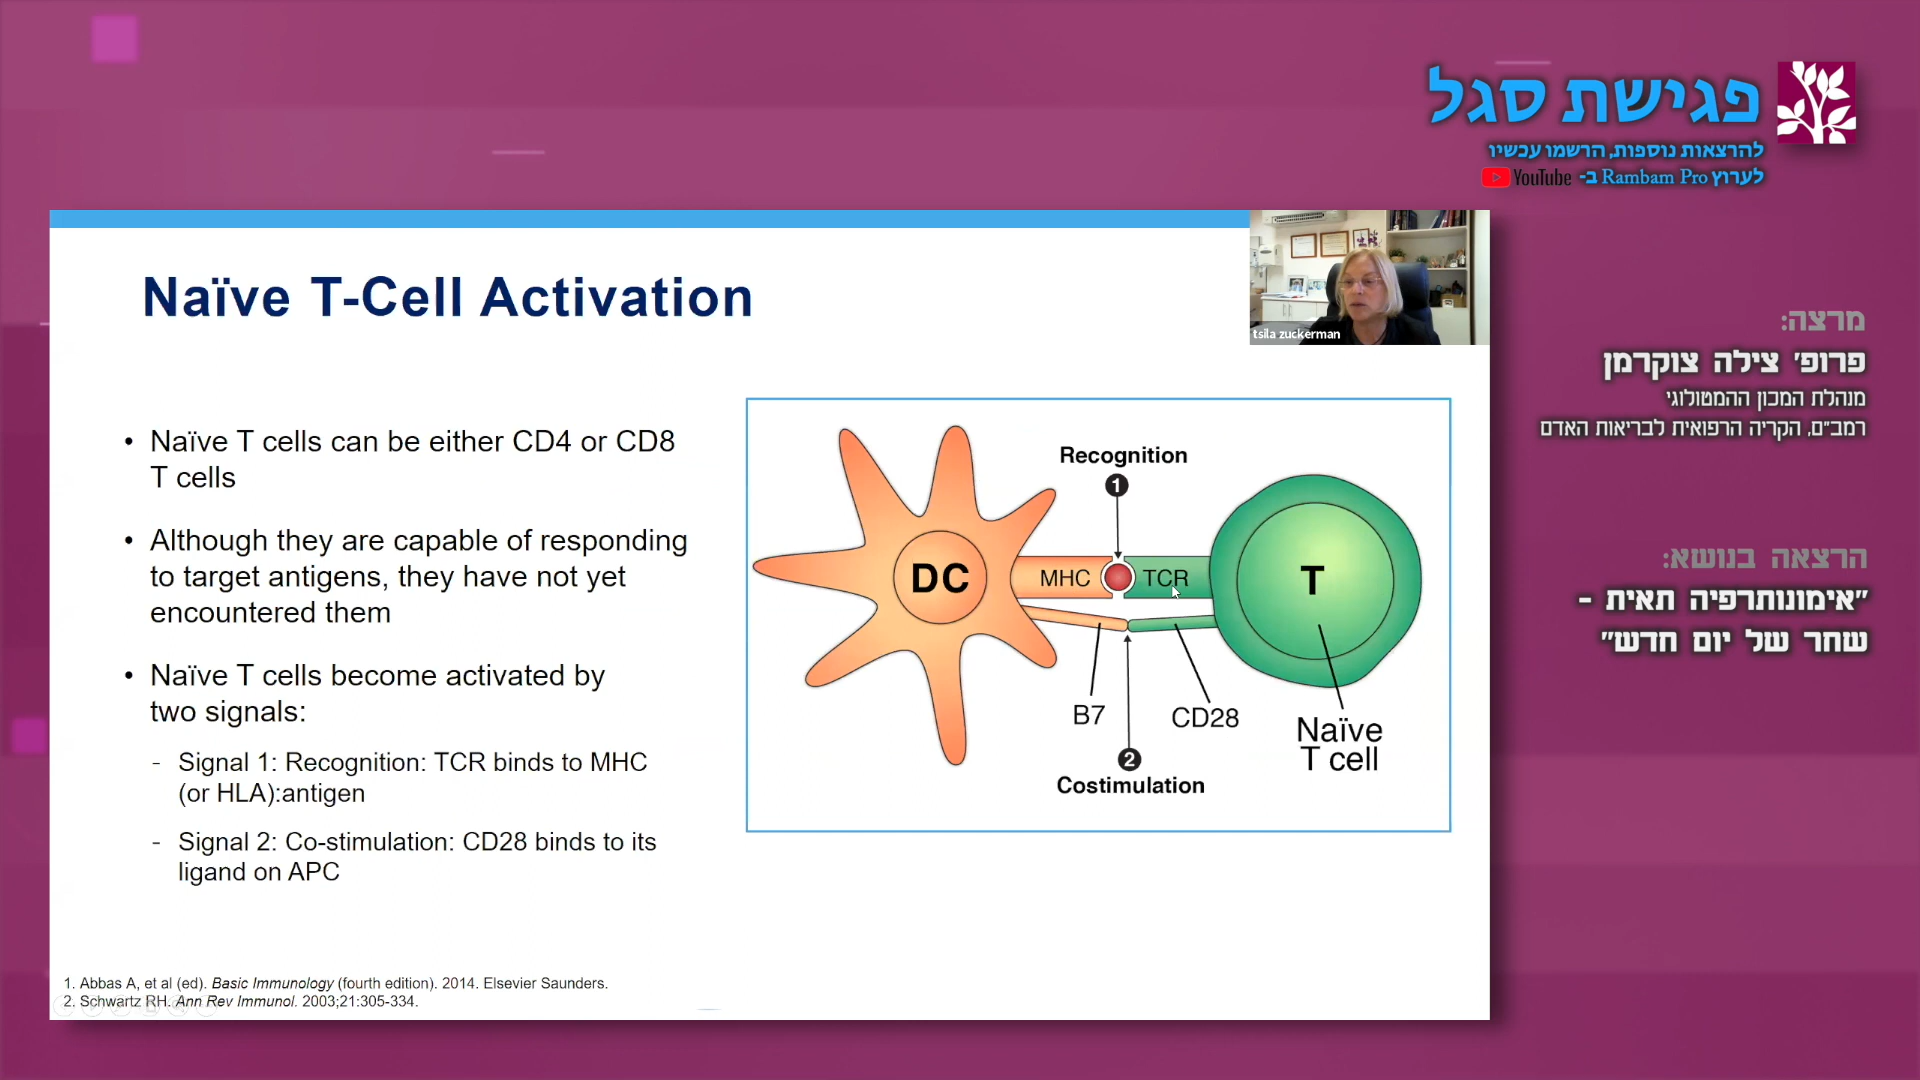 פגישת סגל
להרצאות נוספות, הרשמו עכשיו
לערוץ Rambam Pro ב- YouTube
tsila zuckerman
Naïve T-Cell Activation
• Naïve T cells can be either CD4 or CD8
T cells
• Although they are capable of responding
to target antigens, they have not yet
encountered them
• Naïve T cells become activated by
two signals:
- Signal 1: Recognition: TCR binds to MHC
(or HLA):antigen
- Signal 2: Co-stimulation: CD28 binds to its
ligand on APC
Recognition
1
DC
MHC
TCR
T
B7
CD28
Naïve
T cell
2
Costimulation
1. Abbas A, et al (ed). Basic Immunology (fourth edition). 2014. Elsevier Saunders.
2. Schwartz RH. Ann Rev Immunol. 2003;21:305-334.
מרצה:
פרופ' צילה צוקרמן
מנהלת המכון ההמטולוגי
רמב"ם, הקריה הרפואית לבריאות האדם
הרצאה בנושא:
"אימונותרפיה תאית -
שחר של יום חדש"